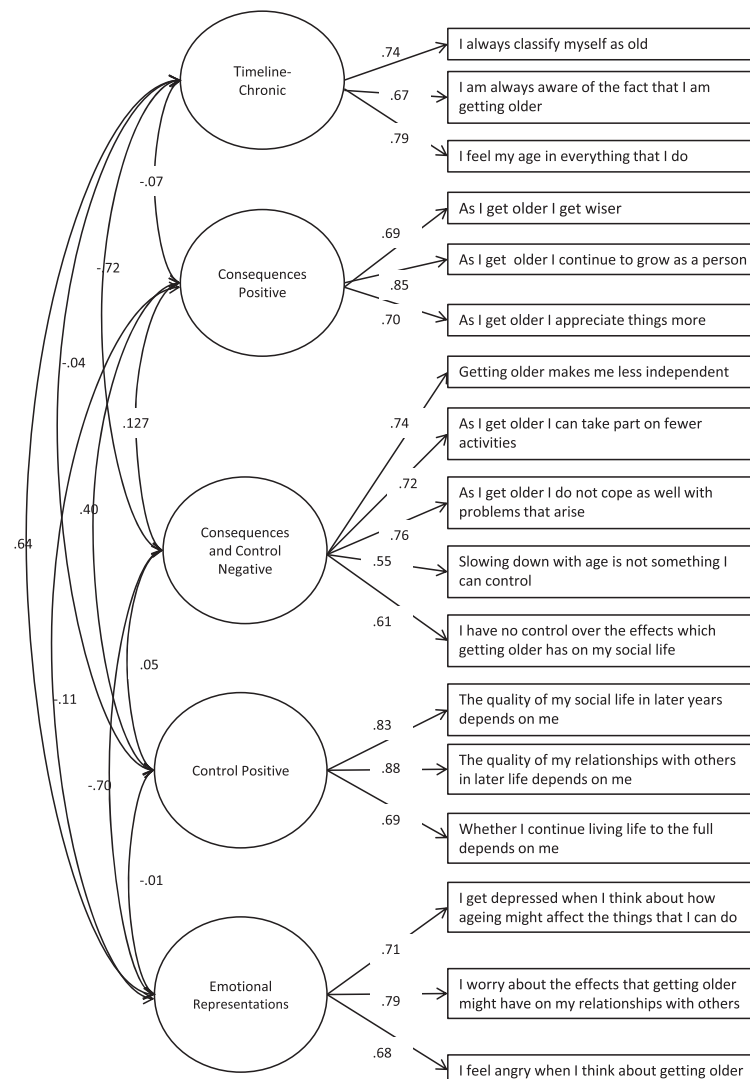 Timeline-
Chronic
.74
I always classify myself as old
.67
I am always aware of the fact that I am
getting older
.79
I feel my age in everything that I do
-.07
Consequences
Positive
.69
As I get older I get wiser
.85
As I get  older I continue to grow as a person
.70
As I get older I appreciate things more
-.72
-.04
.127
.40
.64
Consequences
and Control
Negative
.74
Getting older makes me less independent
.72
As I get older I can take part on fewer
activities
.76
As I get older I do not cope as well with
problems that arise
.55
Slowing down with age is not something I
can control
.61
I have no control over the effects which
getting older has on my social life
.05
-.11
-.70
Control Positive
.83
The quality of my social life in later years
depends on me
.88
The quality of my relationships with others
in later life depends on me
.69
Whether I continue living life to the full
depends on me
-.01
Emotional
Representations
.71
I get depressed when I think about how
ageing might affect the things that I can do
.79
I worry about the effects that getting older
might have on my relationships with others
.68
I feel angry when I think about getting older